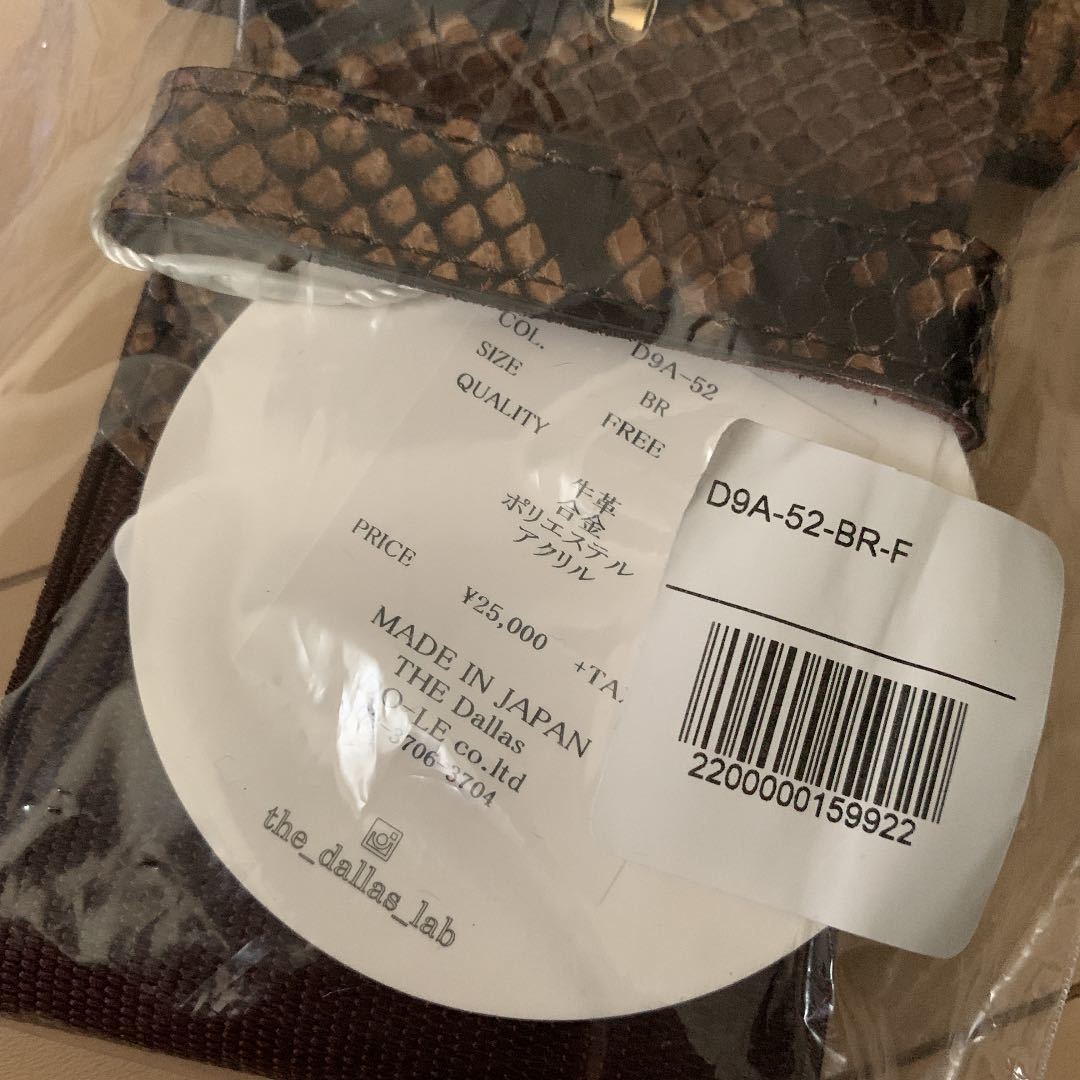 D9A-52
COL. BR
SIZE FREE
QUALITY
牛革
合金
ポリエステル
アクリル
PRICE ¥25,000
MADE IN JAPAN
THE Dallas
co.ltd
3706-3704
the_dallas_lab
D9A-52-BR-F
2200000159922